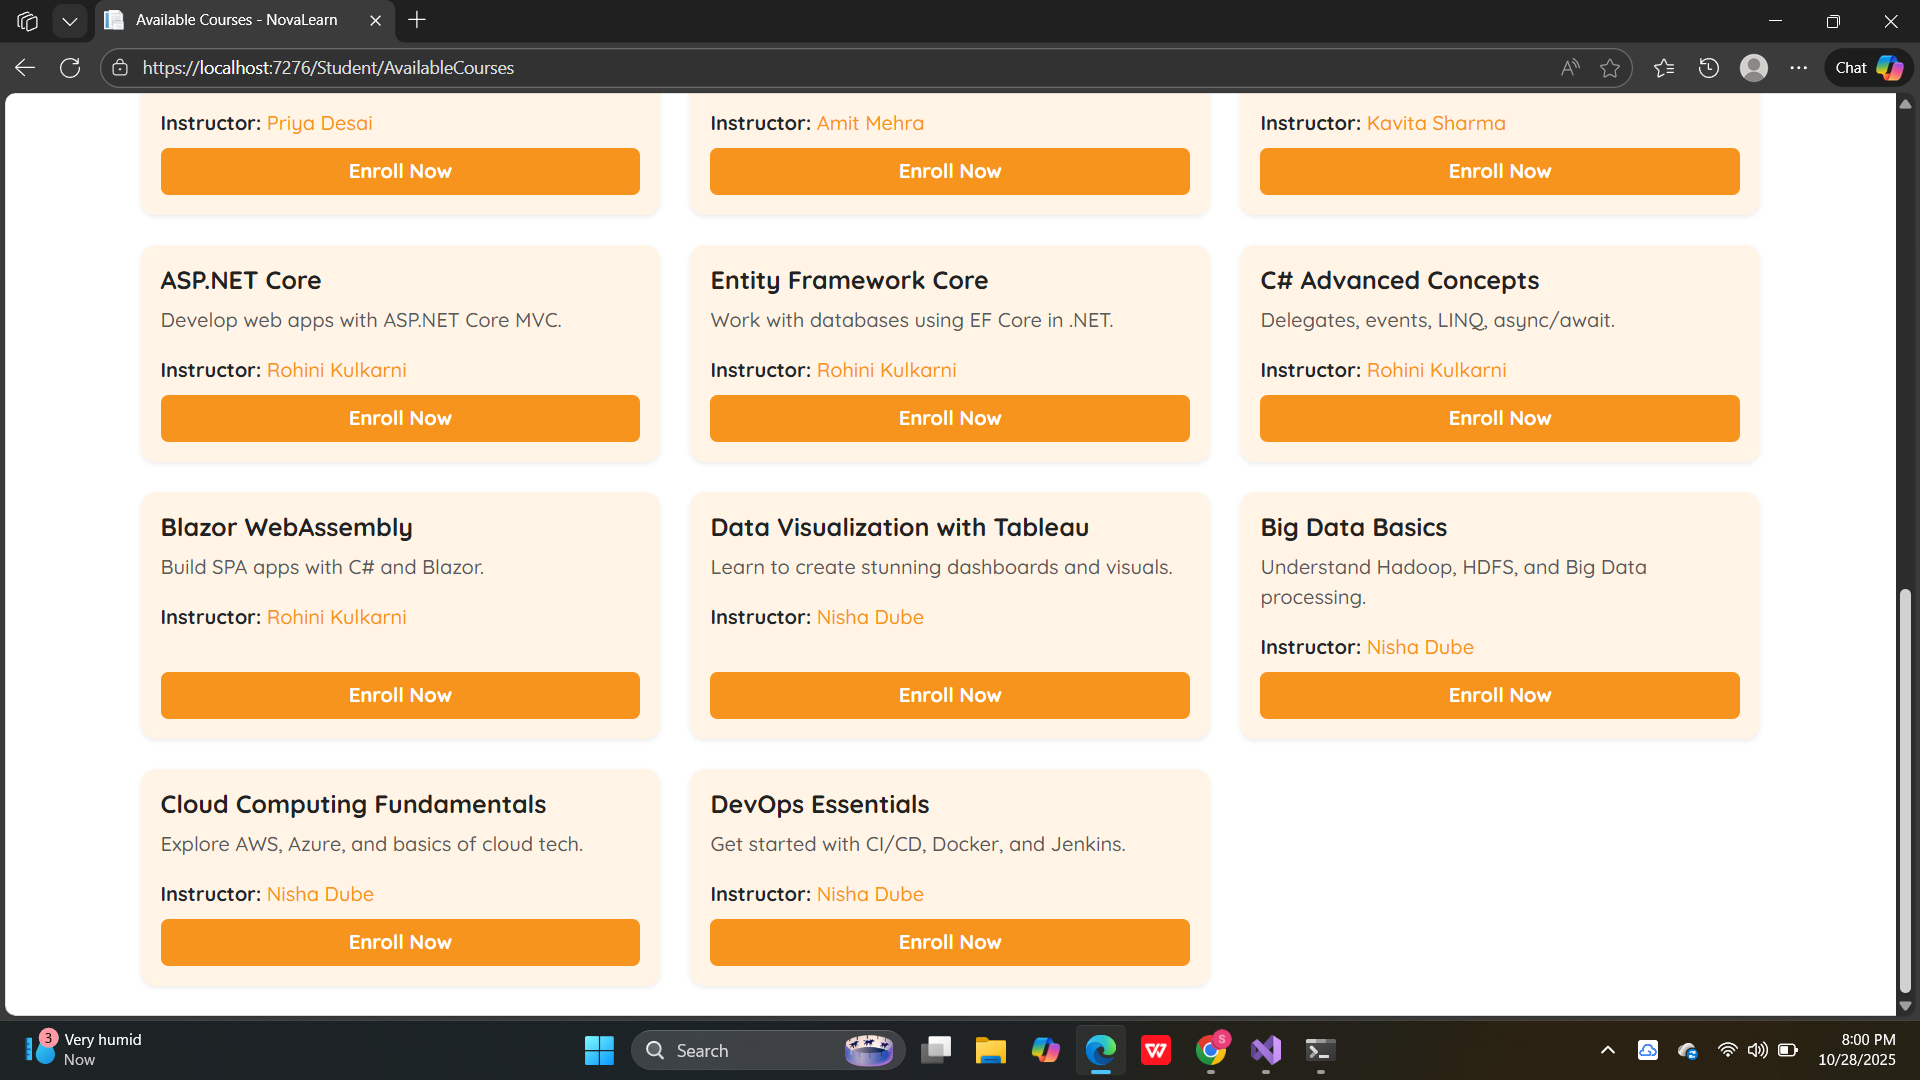 Available Courses - NovaLearn
https://localhost:7276/Student/AvailableCourses
Chat
Instructor: Priya Desai
Enroll Now
Instructor: Amit Mehra
Enroll Now
Instructor: Kavita Sharma
Enroll Now
ASP.NET Core
Develop web apps with ASP.NET Core MVC.
Instructor: Rohini Kulkarni
Enroll Now
Entity Framework Core
Work with databases using EF Core in .NET.
Instructor: Rohini Kulkarni
Enroll Now
C# Advanced Concepts
Delegates, events, LINQ, async/await.
Instructor: Rohini Kulkarni
Enroll Now
Blazor WebAssembly
Build SPA apps with C# and Blazor.
Instructor: Rohini Kulkarni
Enroll Now
Data Visualization with Tableau
Learn to create stunning dashboards and visuals.
Instructor: Nisha Dube
Enroll Now
Big Data Basics
Understand Hadoop, HDFS, and Big Data
processing.
Instructor: Nisha Dube
Enroll Now
Cloud Computing Fundamentals
Explore AWS, Azure, and basics of cloud tech.
Instructor: Nisha Dube
Enroll Now
DevOps Essentials
Get started with CI/CD, Docker, and Jenkins.
Instructor: Nisha Dube
Enroll Now
3
Very humid
Now
Search
W
S
8:00 PM
10/28/2025